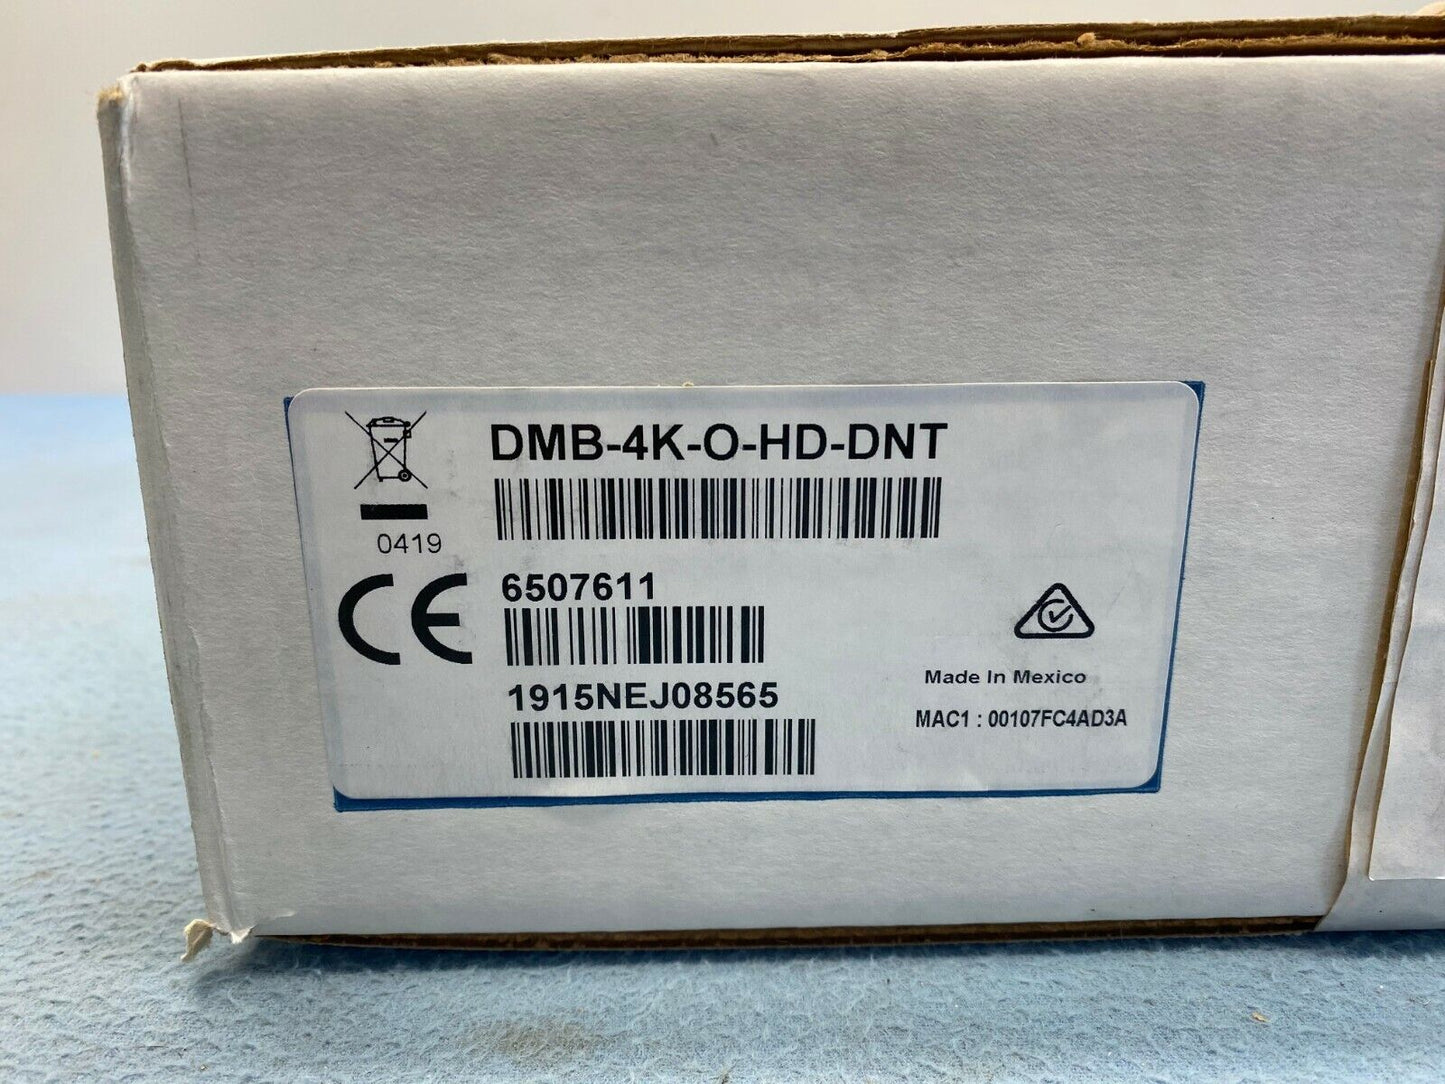 DMB-4K-O-HD-DNT
0419
CE
6507611
1915NEJ08565
Made In Mexico
MAC1 : 00107FC4AD3A